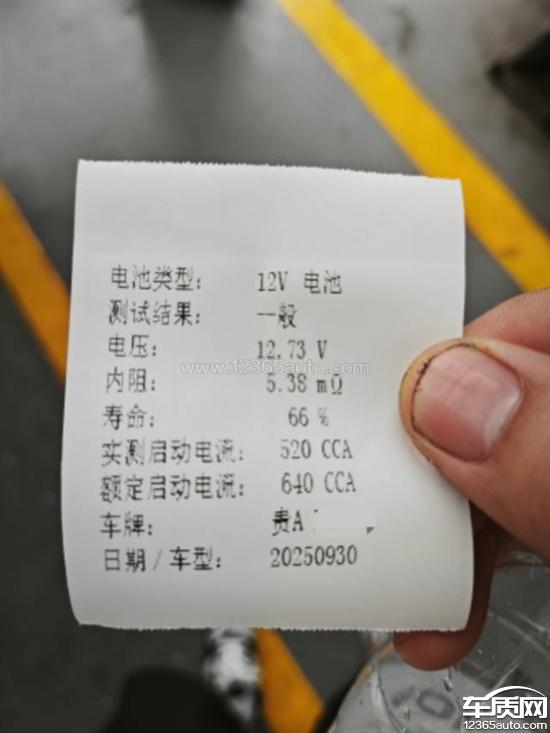 电池类型： 12V 电池
测试结果： 一般
电压： 12.73 V
www.12365auto.com
内阻： 5.38 mΩ
寿命： 66 %
实测启动电流： 520 CCA
额定启动电流： 640 CCA
车牌： 贵A
日期/车型： 20250930
车质网
12365auto.com